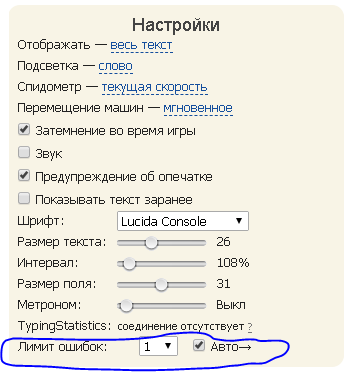 Настройки
Отображать — весь текст
Подсветка — слово
Спидометр — текущая скорость
Перемещение машин — мгновенное
Затемнение во время игры
Звук
Предупреждение об опечатке
Показывать текст заранее
Шрифт: Lucida Console
Размер текста: 26
Интервал: 108%
Размер поля: 31
Метроном: Выкл
TypingStatistics: соединение отсутствует ?
Лимит ошибок: 1 Авто→